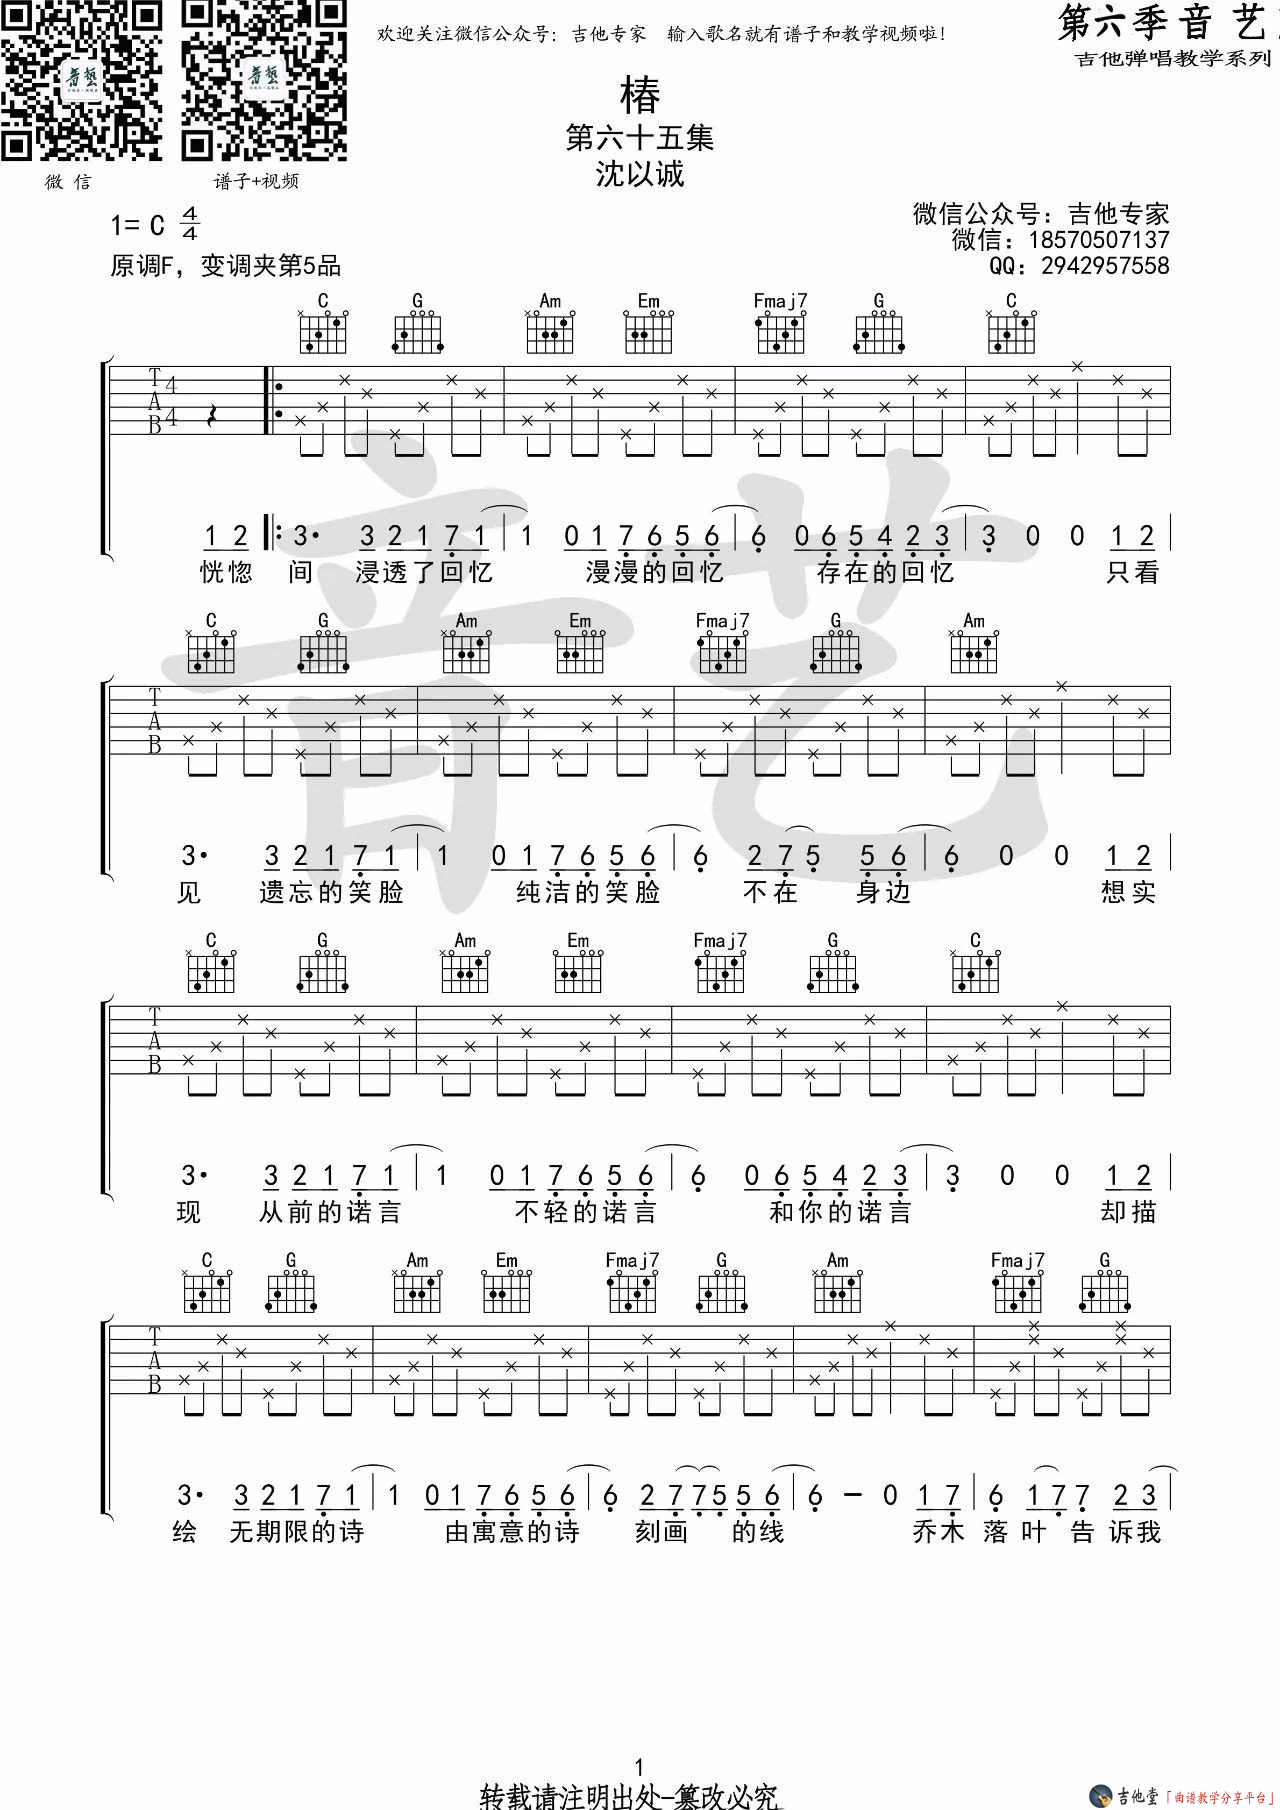 欢迎关注微信公众号：吉他专家 输入歌名就有谱子和教学视频啦！
第六季音艺
吉他弹唱教学系列
椿
第六十五集
沈以诚
微 信 谱子+视频
1= C 4/4
原调F，变调夹第5品
微信公众号：吉他专家
微信：18570507137
QQ：2942957558
C G Am Em Fmaj7 G C
T A B 4 4
1 2 3· 3 2 1 7 1 1 0 1 7 6 5 6 6 0 6 5 4 2 3 3 0 0 1 2
恍惚 间 浸透了回忆 漫漫的回忆 存在的回忆 只看
C G Am Em Fmaj7 G Am
T A B
3· 3 2 1 7 1 1 0 1 7 6 5 6 6 2 7 5 5 6 6 0 0 1 2
见 遗忘的笑脸 纯洁的笑脸 不在 身边 想实
C G Am Em Fmaj7 G C
T A B
3· 3 2 1 7 1 1 0 1 7 6 5 6 6 0 6 5 4 2 3 3 0 0 1 2
现 从前的诺言 不轻的诺言 和你的诺言 却描
C G Am Em Fmaj7 G Am Fmaj7 G
T A B
3· 3 2 1 7 1 1 0 1 7 6 5 6 6 2 7 7 5 5 6 6 – 0 1 7 6 1 7 7 2 3
绘 无期限的诗 由寓意的诗 刻画 的线 乔木 落 叶 告 诉我
1
转载请注明出处-篡改必究
吉他堂「曲谱教学分享平台」